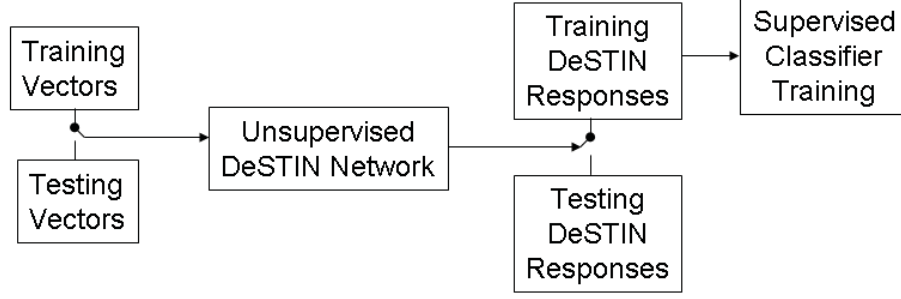 Training
Vectors
Testing
Vectors
Unsupervised
DeSTIN Network
Training
DeSTIN
Responses
Testing
DeSTIN
Responses
Supervised
Classifier
Training